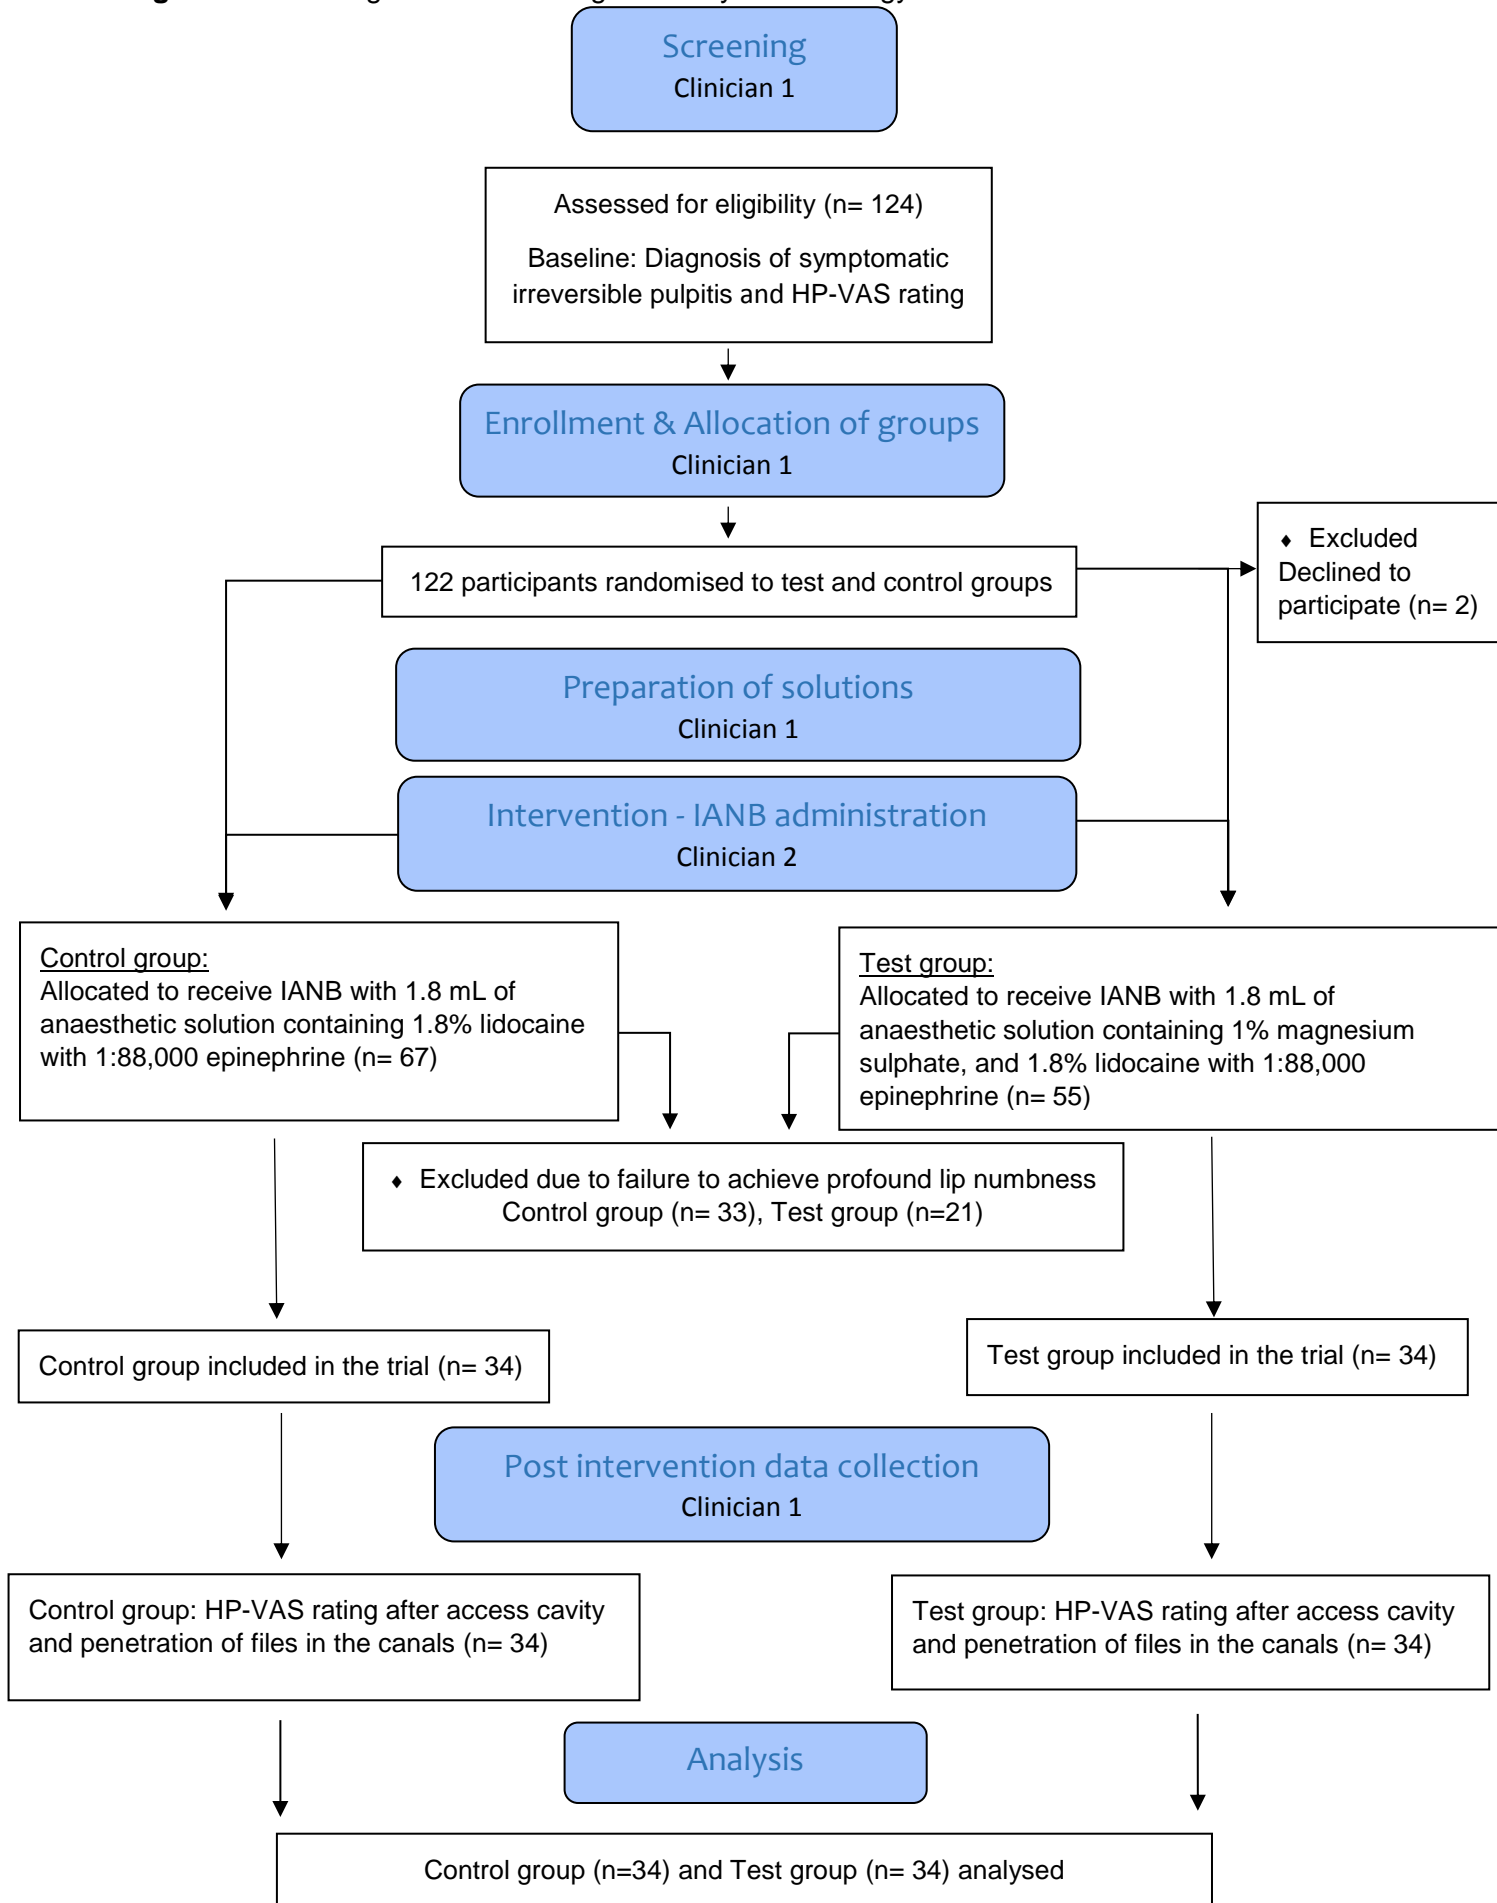 Screening
Clinician 1
Assessed for eligibility (n= 124)
Baseline: Diagnosis of symptomatic
irreversible pulpitis and HP-VAS rating
Enrollment & Allocation of groups
Clinician 1
122 participants randomised to test and control groups
♦ Excluded
Declined to
participate (n= 2)
Preparation of solutions
Clinician 1
Intervention - IANB administration
Clinician 2
Control group:
Allocated to receive IANB with 1.8 mL of
anaesthetic solution containing 1.8% lidocaine
with 1:88,000 epinephrine (n= 67)
Test group:
Allocated to receive IANB with 1.8 mL of
anaesthetic solution containing 1% magnesium
sulphate, and 1.8% lidocaine with 1:88,000
epinephrine (n= 55)
♦ Excluded due to failure to achieve profound lip numbness
Control group (n= 33), Test group (n=21)
Control group included in the trial (n= 34)
Test group included in the trial (n= 34)
Post intervention data collection
Clinician 1
Control group: HP-VAS rating after access cavity
and penetration of files in the canals (n= 34)
Test group: HP-VAS rating after access cavity
and penetration of files in the canals (n= 34)
Analysis
Control group (n=34) and Test group (n= 34) analysed